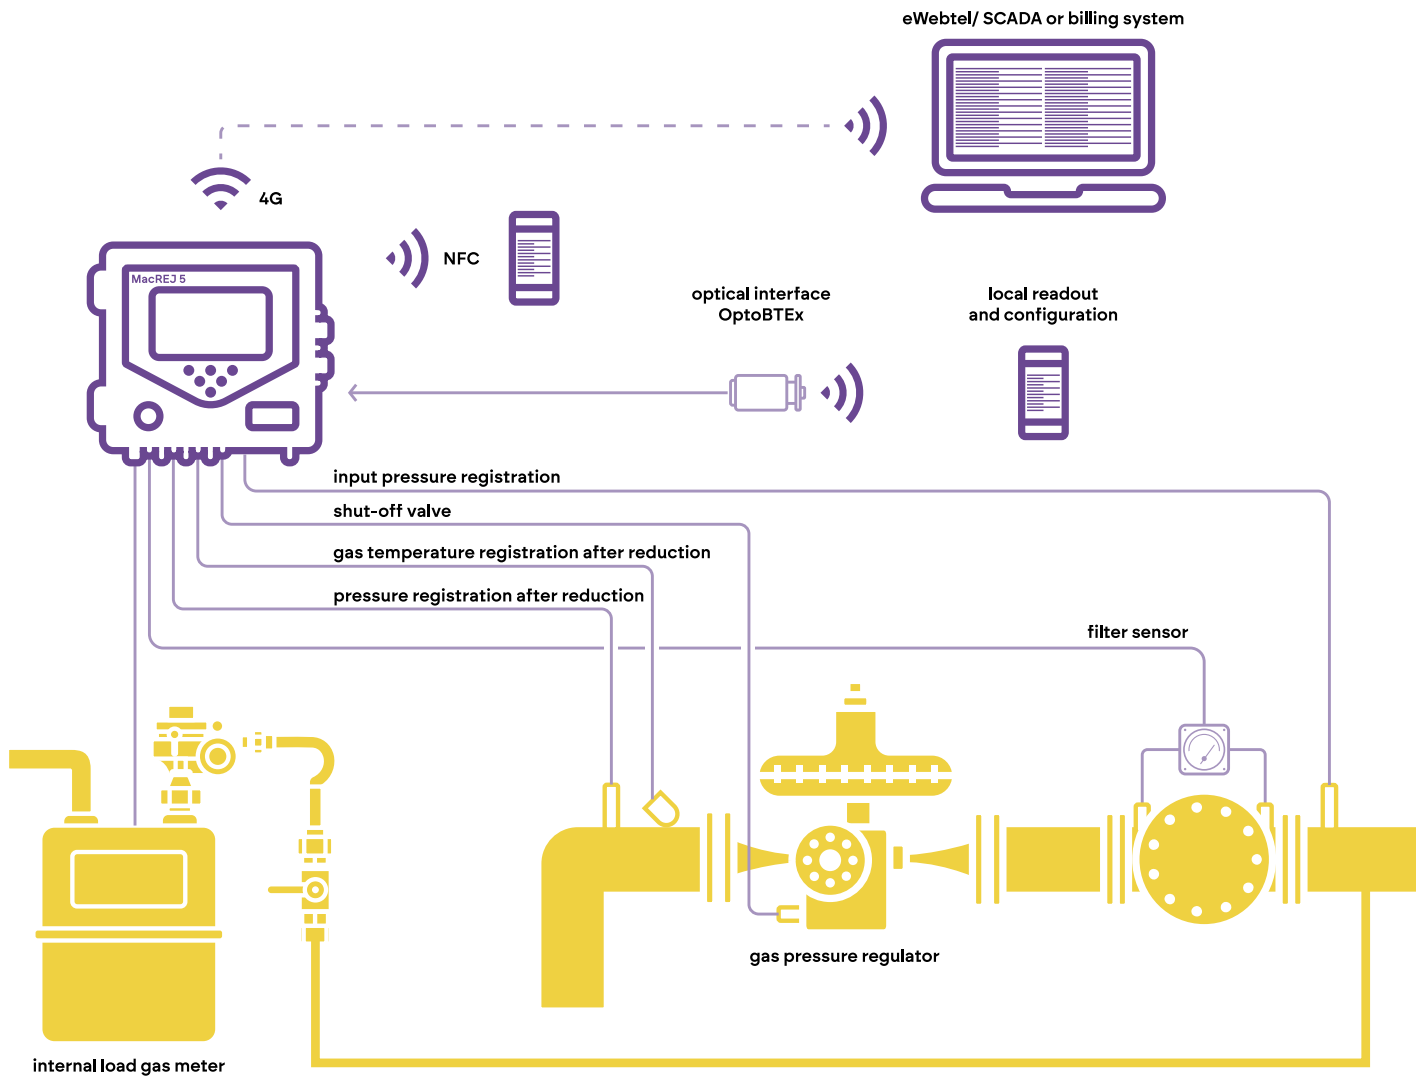 eWebtel/ SCADA or billing system
4G
NFC
MacREJ 5
optical interface
OptoBTEx
local readout
and configuration
input pressure registration
shut-off valve
gas temperature registration after reduction
pressure registration after reduction
filter sensor
gas pressure regulator
internal load gas meter